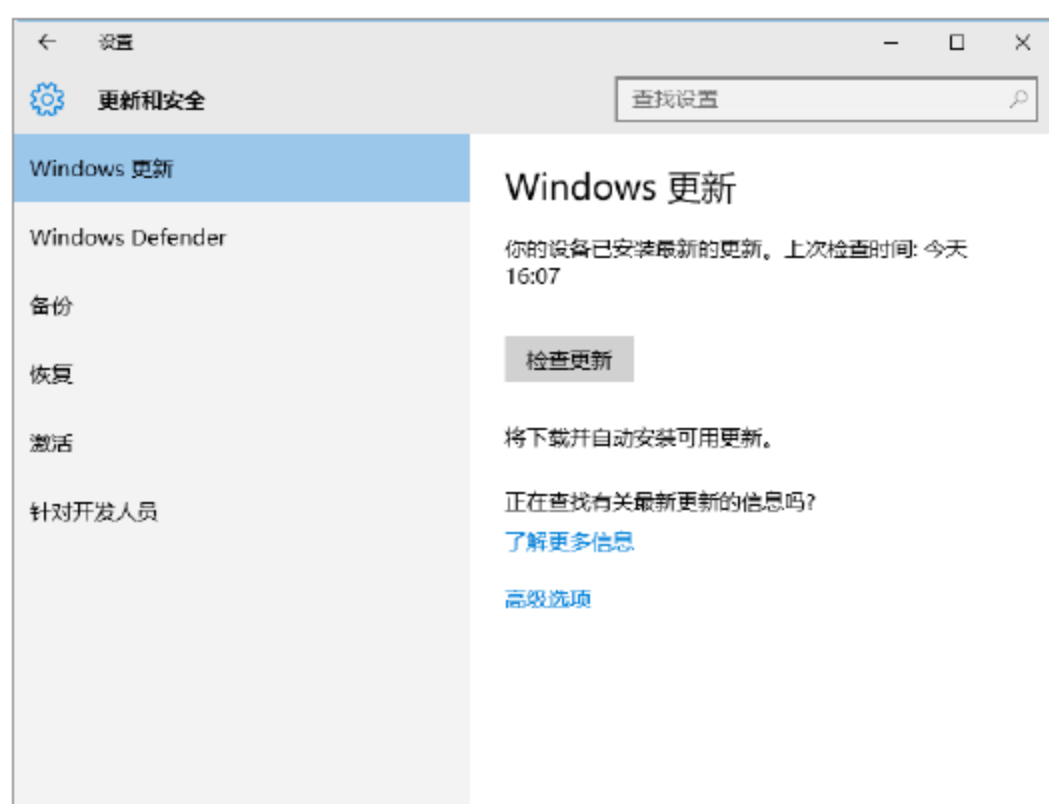 设置
更新和安全
查找设置
Windows 更新
Windows Defender
备份
恢复
激活
针对开发人员
Windows 更新
你的设备已安装最新的更新。上次检查时间: 今天
16:07
检查更新
将下载并自动安装可用更新。
正在查找有关最新更新的信息吗?
了解更多信息
高级选项